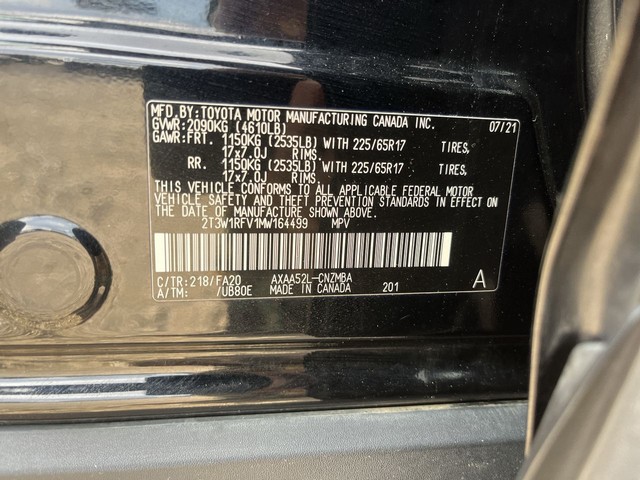 MFD.BY:TOYOTA MOTOR MANUFACTURING CANADA INC. 07/21
GVWR:2090KG (4610LB)
GAWR:FRT. 1150KG (2535LB) WITH 225/65R17 TIRES,
17x7.0J RIMS.
RR. 1150KG (2535LB) WITH 225/65R17 TIRES,
17x7.0J RIMS.
THIS VEHICLE CONFORMS TO ALL APPLICABLE FEDERAL MOTOR
VEHICLE SAFETY AND THEFT PREVENTION STANDARDS IN EFFECT
ON THE DATE OF MANUFACTURE SHOWN ABOVE.
2T3W1RFV1MW164499 MPV
C/TR:218/FA20 AXAA52L-CNZMBA
A/TM: /UB80E MADE IN CANADA 201 A